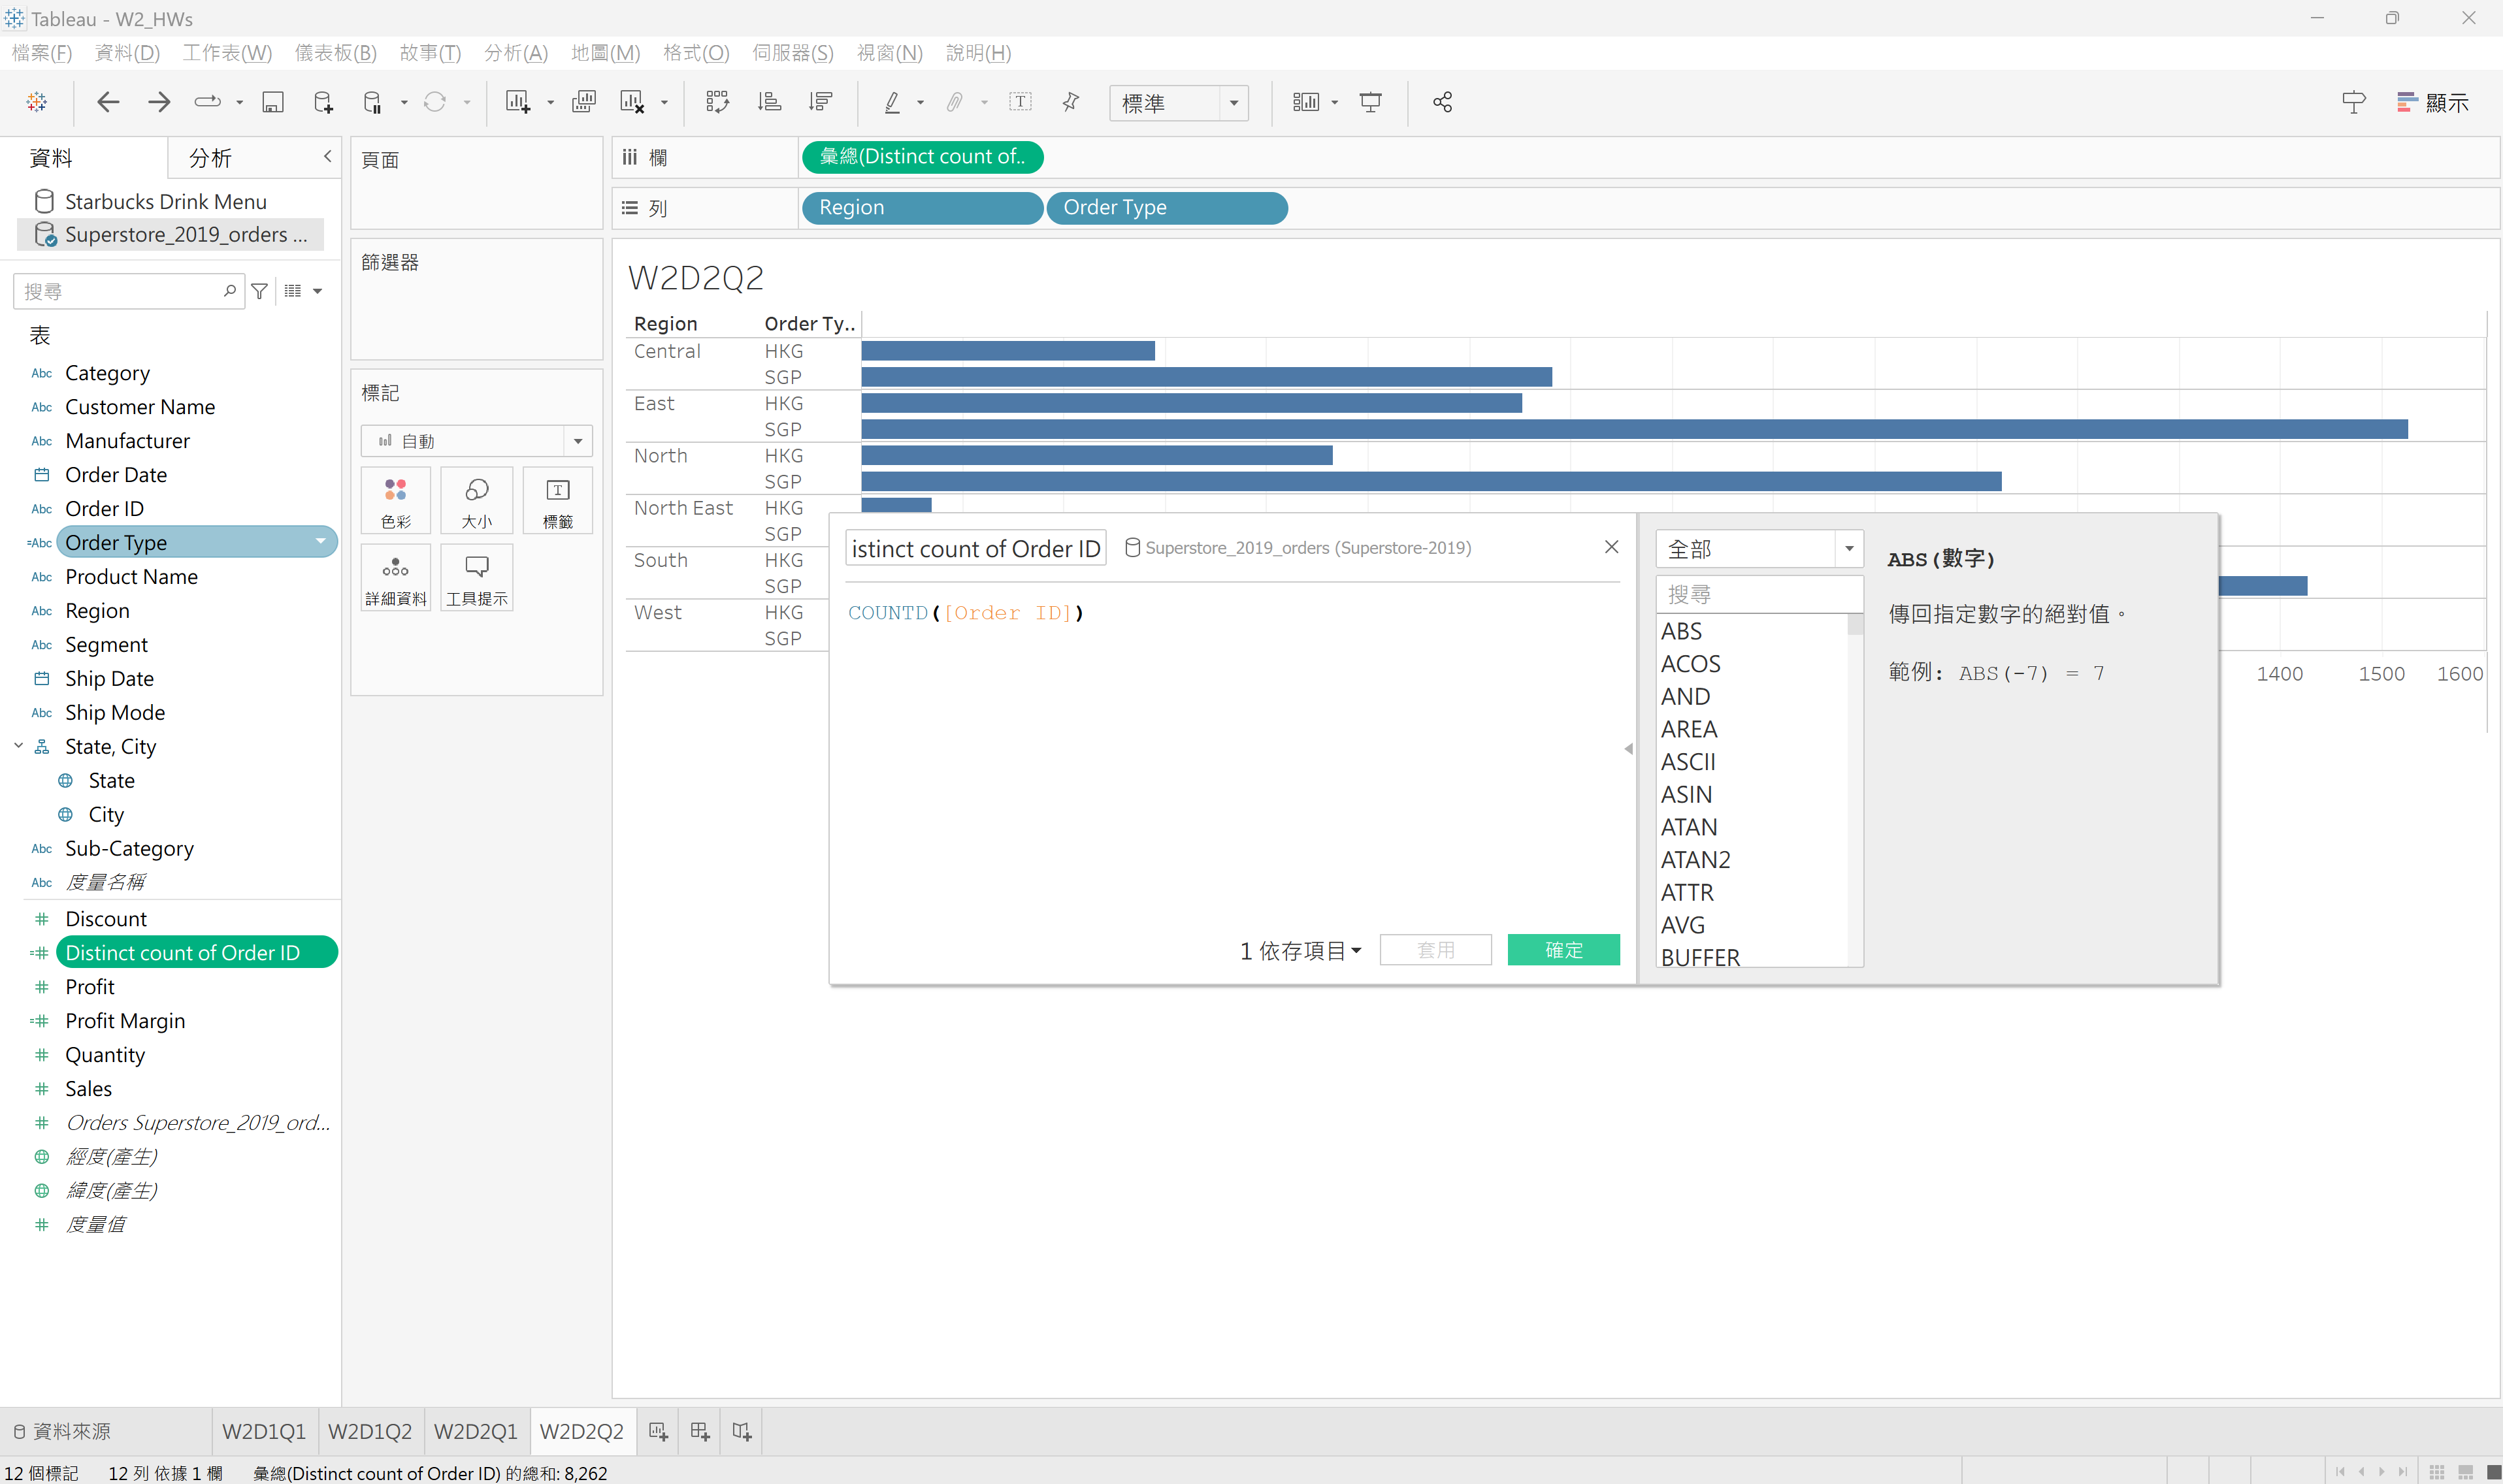 Tableau - W2_HWs
檔案(F) 資料(D) 工作表(W) 儀表板(B) 故事(T) 分析(A) 地圖(M) 格式(O) 伺服器(S) 視窗(N) 說明(H)
標準
顯示
資料 分析
Starbucks Drink Menu
Superstore_2019_orders ...
搜尋
表
Abc Category
Abc Customer Name
Abc Manufacturer
Order Date
Abc Order ID
=Abc Order Type
Abc Product Name
Abc Region
Abc Segment
Ship Date
Abc Ship Mode
State, City
State
City
Abc Sub-Category
Abc 度量名稱
# Discount
=# Distinct count of Order ID
# Profit
=# Profit Margin
# Quantity
# Sales
# Orders Superstore_2019_ord...
經度(產生)
緯度(產生)
# 度量值
頁面
篩選器
標記
自動
色彩 大小 標籤
詳細資料 工具提示
欄 彙總(Distinct count of..
列 Region Order Type
W2D2Q2
Region Order Ty..
Central HKG
SGP
East HKG
SGP
North HKG
SGP
North East HKG
SGP
South HKG
SGP
West HKG
SGP
1400 1500 1600
istinct count of Order ID Superstore_2019_orders (Superstore-2019)
COUNTD([Order ID])
1 依存項目 套用 確定
全部
搜尋
ABS
ACOS
AND
AREA
ASCII
ASIN
ATAN
ATAN2
ATTR
AVG
BUFFER
ABS(數字)
傳回指定數字的絕對值。
範例: ABS(-7) = 7
資料來源 W2D1Q1 W2D1Q2 W2D2Q1 W2D2Q2
12 個標記 12 列 依據 1 欄 彙總(Distinct count of Order ID) 的總和: 8,262